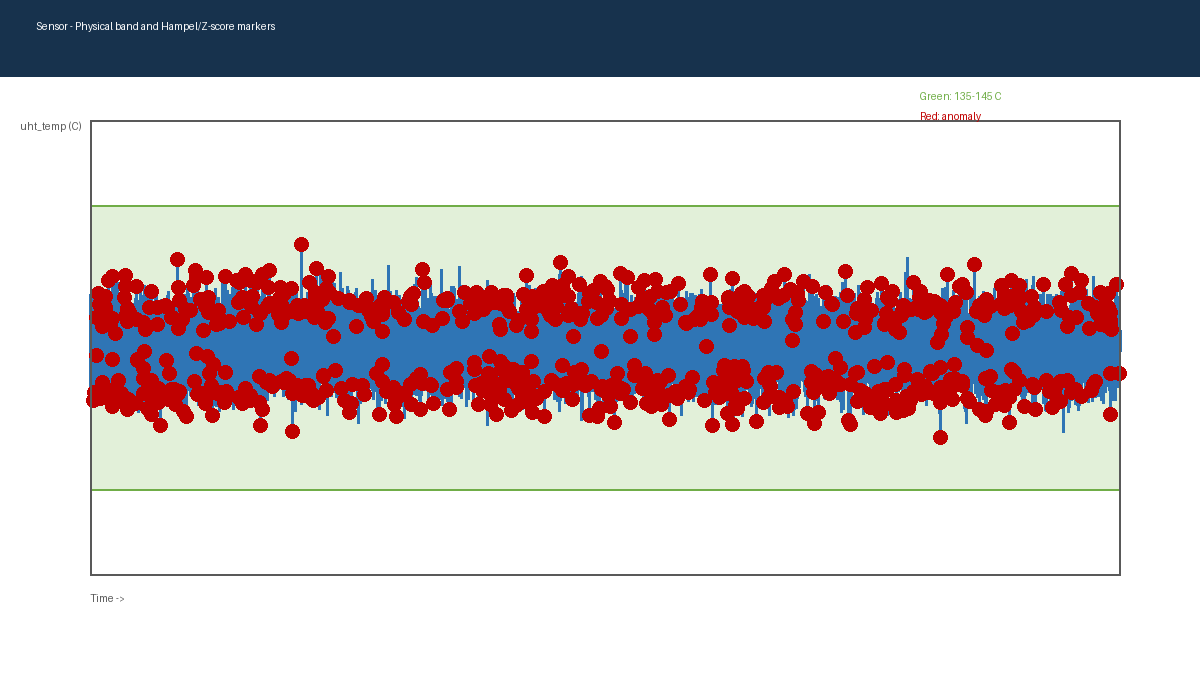 Sensor - Physical band and Hampel/Z-score markers
Green: 135-145 C
Red: anomaly
uht_temp (C)
Time ->